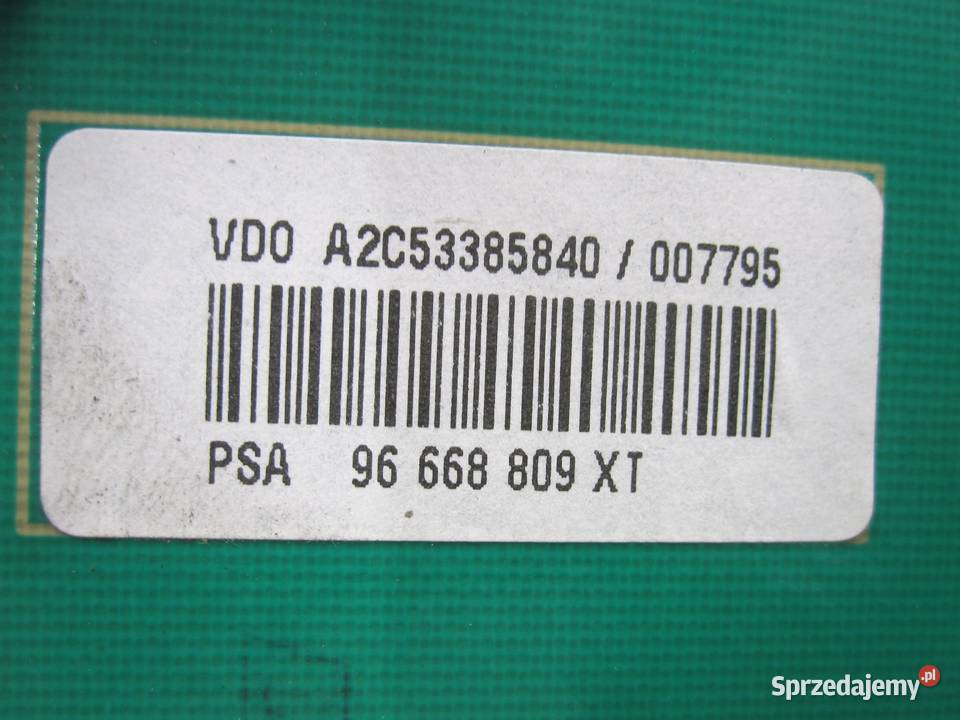 VDO A2C53385840 / 007795
PSA 96 668 809 XT
Sprzedajemy.pl